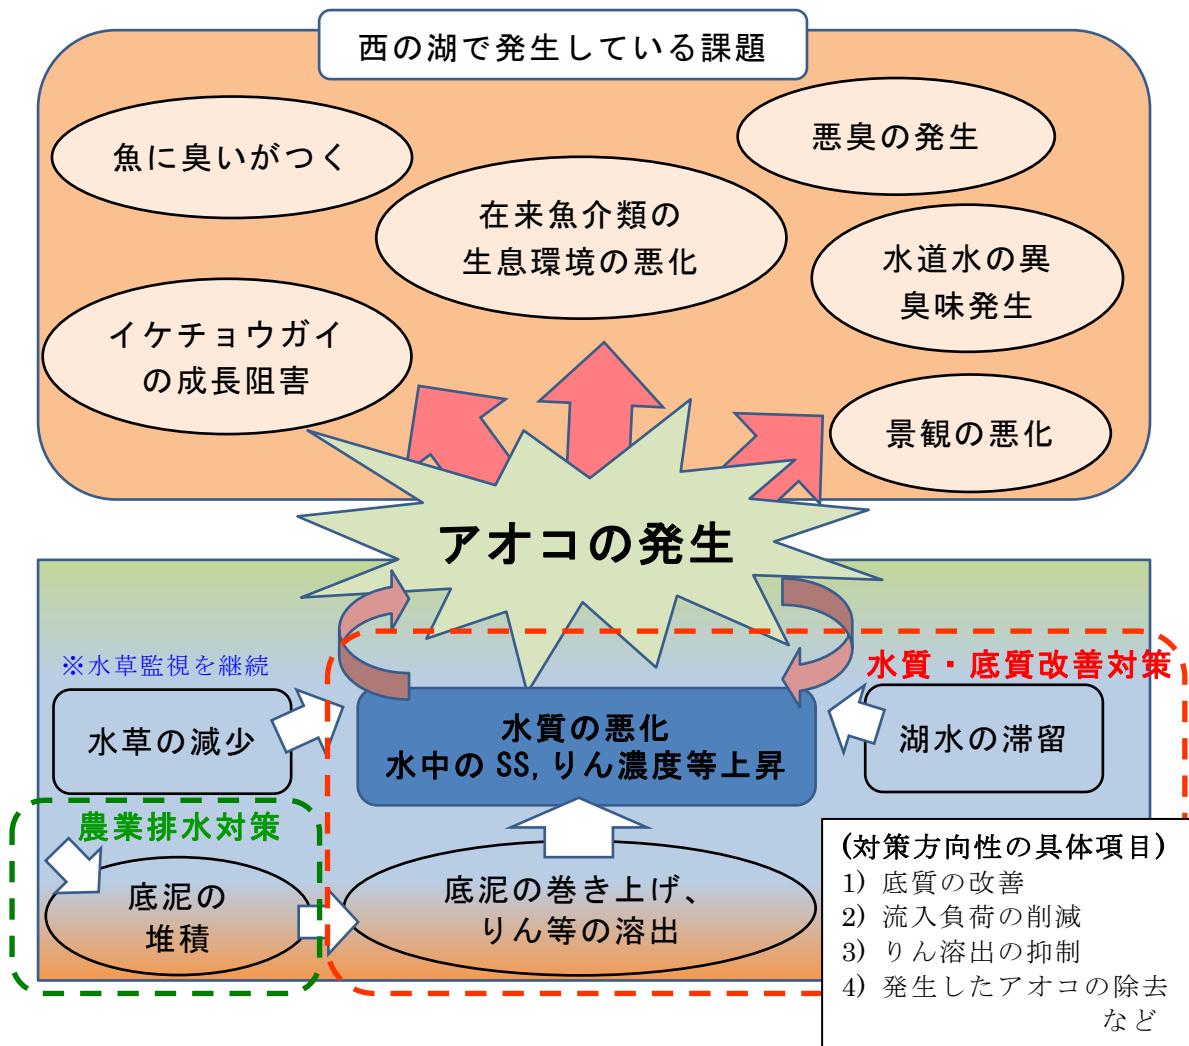 西の湖で発生している課題
魚に臭いがつく
悪臭の発生
在来魚介類の
生息環境の悪化
水道水の異
臭味発生
イケチョウガイ
の成長阻害
景観の悪化
アオコの発生
※水草監視を継続
水質・底質改善対策
水草の減少
水質の悪化
水中の SS,りん濃度等上昇
湖水の滞留
農業排水対策
底泥の
堆積
底泥の巻き上げ、
りん等の溶出
(対策方向性の具体項目)
1) 底質の改善
2) 流入負荷の削減
3) りん溶出の抑制
4) 発生したアオコの除去
など